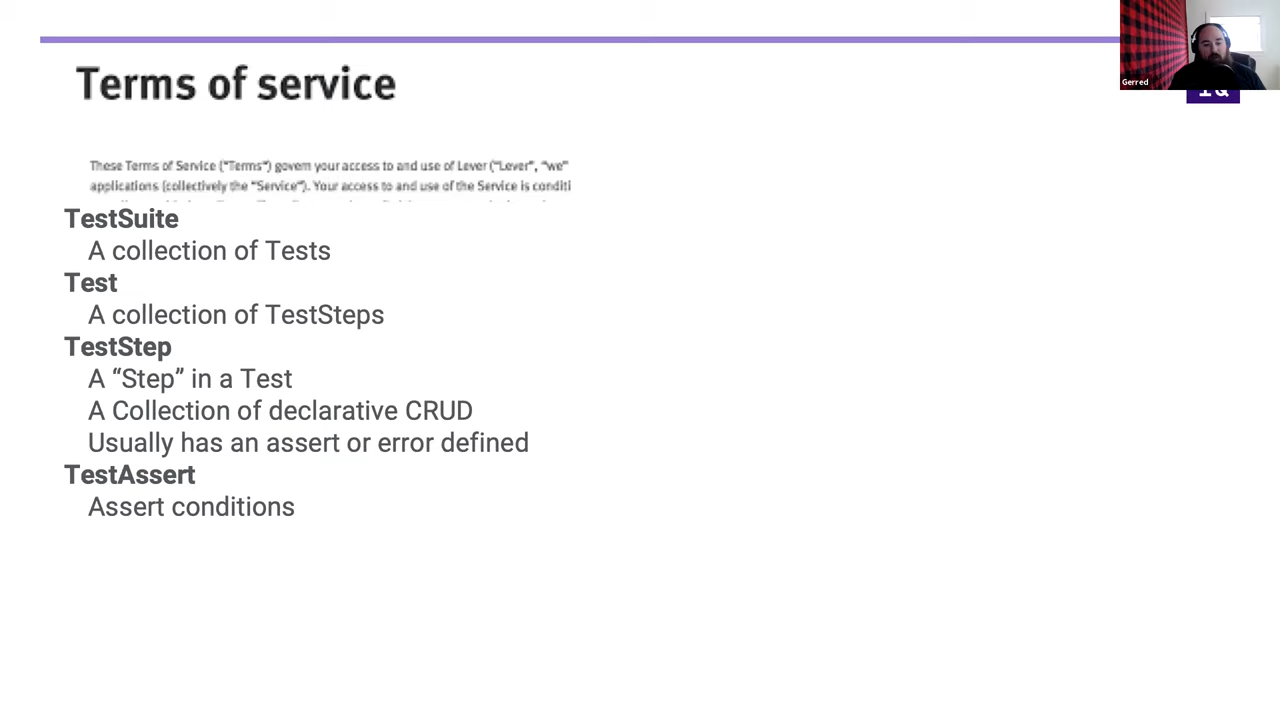 Terms of service
Gerred
These Terms of Service ("Terms") govern your access to and use of Lever ("Lever", "we"
applications (collectively the "Service"). Your access to and use of the Service is conditi
TestSuite
A collection of Tests
Test
A collection of TestSteps
TestStep
A “Step” in a Test
A Collection of declarative CRUD
Usually has an assert or error defined
TestAssert
Assert conditions